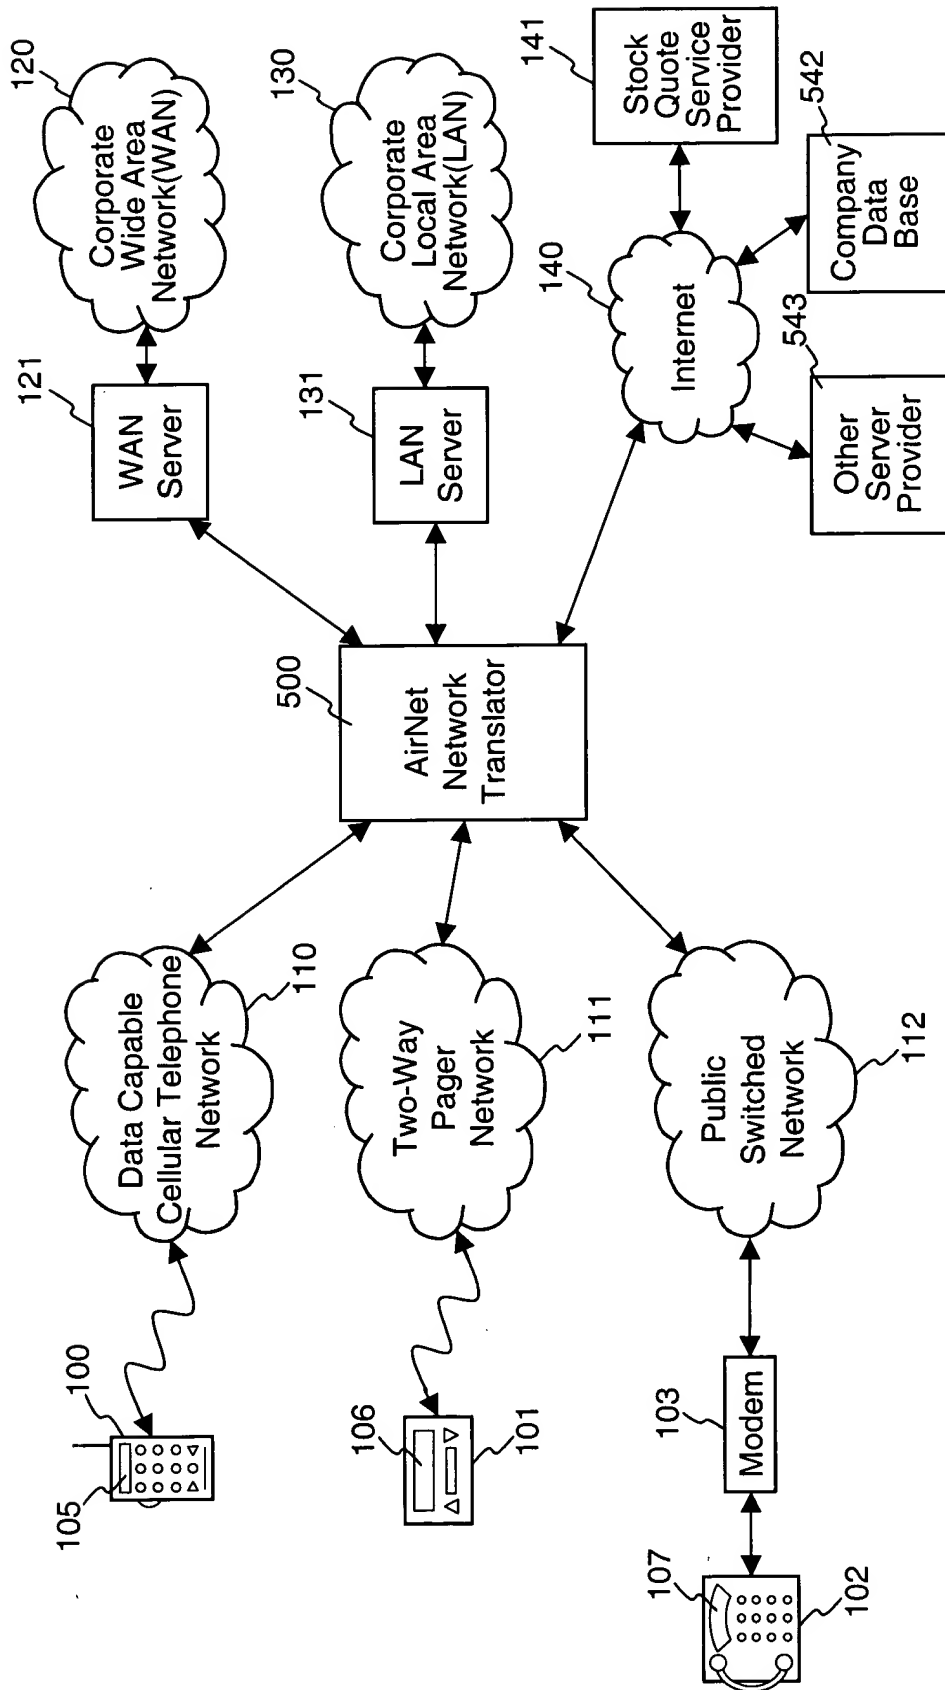 100
105
Data Capable
Cellular Telephone
Network
110
106
101
Two-Way
Pager
Network
111
107
102
103
Modem
Public
Switched
Network
112
500
AirNet
Network
Translator
121
WAN
Server
120
Corporate
Wide Area
Network(WAN)
131
LAN
Server
130
Corporate
Local Area
Network(LAN)
140
Internet
141
Stock
Quote
Service
Provider
543
Other
Server
Provider
542
Company
Data
Base